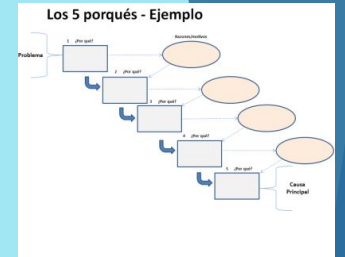 Los 5 porqués - Ejemplo
Razones/motivos
1 ¿Por qué?
Problema
2 ¿Por qué?
3 ¿Por qué?
4 ¿Por qué?
5 ¿Por qué?
Causa
Principal